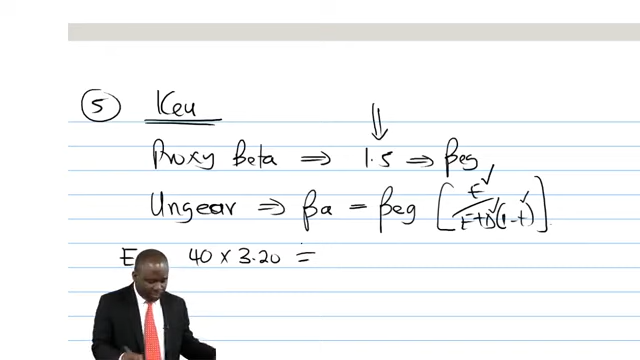 5 Keu
Proxy Beta ⇒ 1.5 ⇒ βeg
Ungear ⇒ βa = βeg [E / E+D(1-t)]
E 40 x 3.20 =